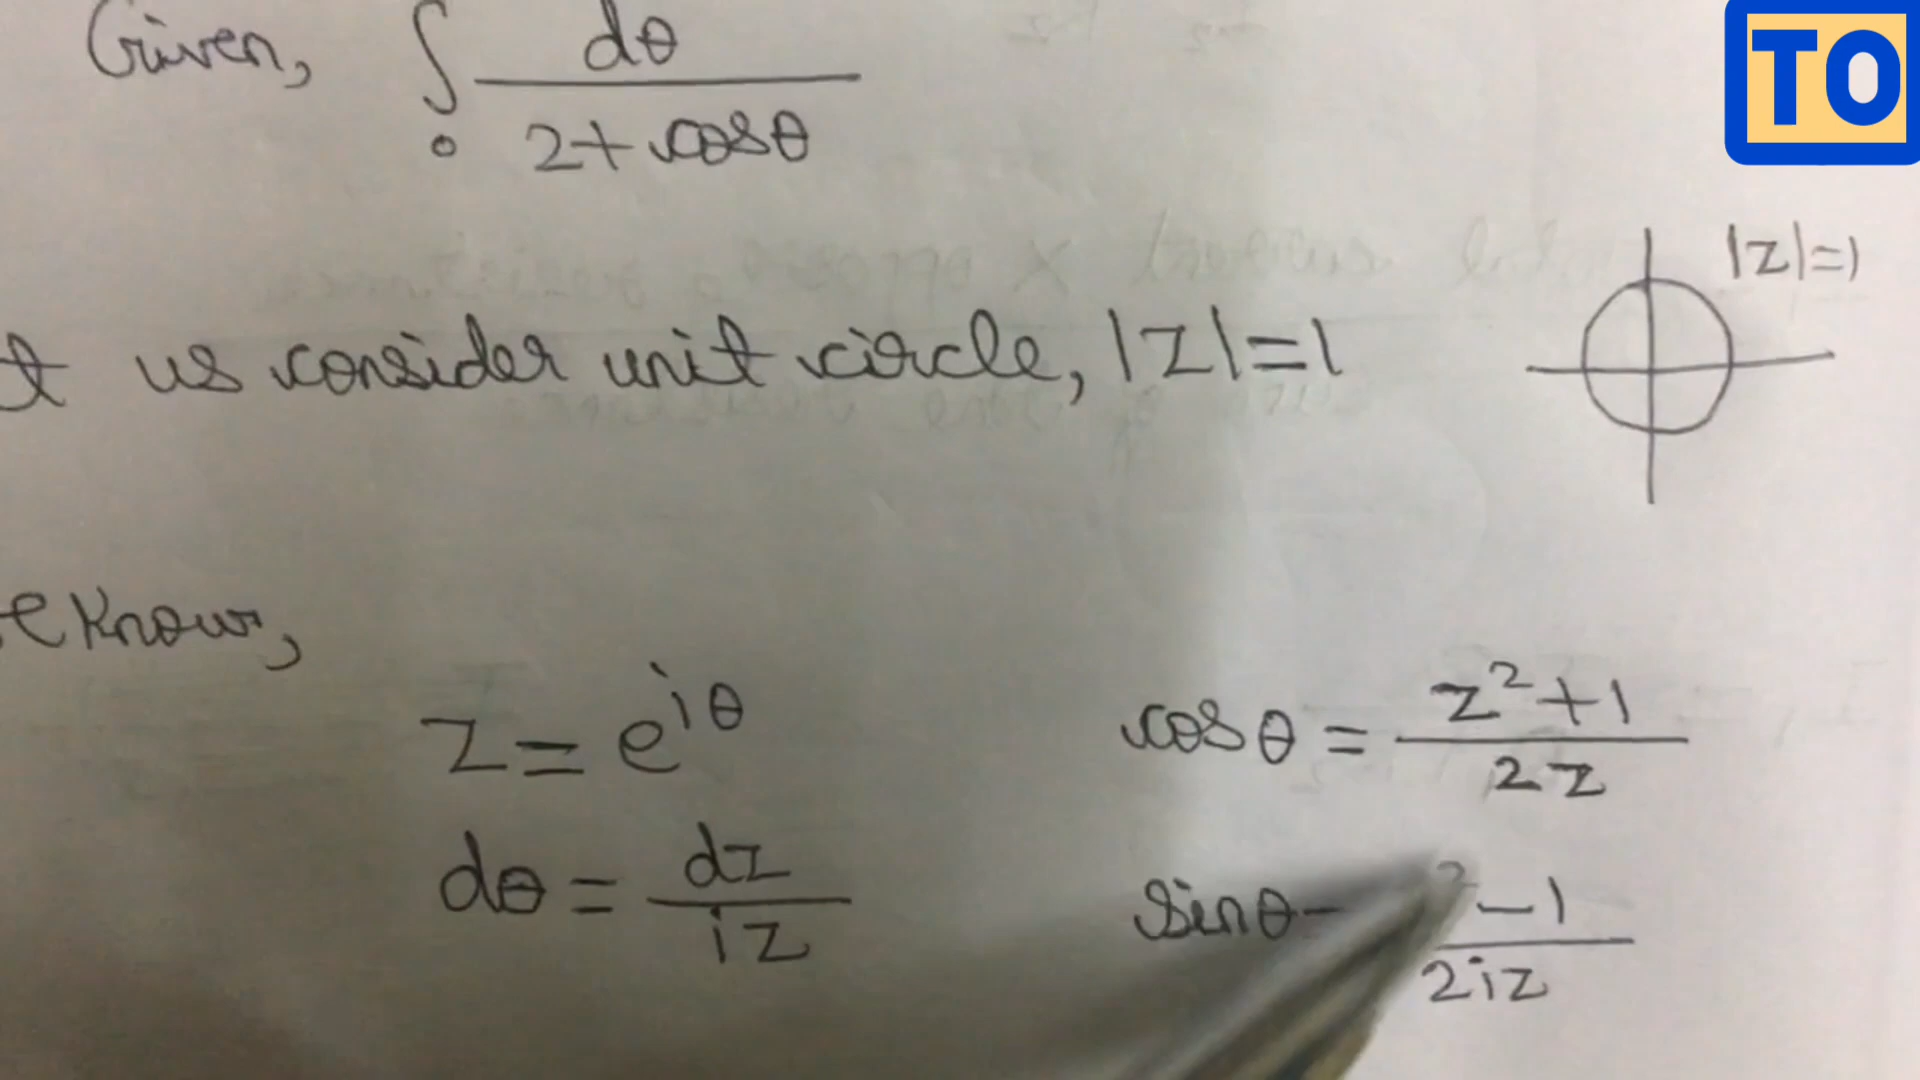 TO
Given, ∫₀ dθ / 2+cosθ
us consider unit circle, |z|=1
|z|=1
know,
z=e^{iθ}
cosθ = z²+1 / 2z
dθ = dz / iz
sinθ ² -1 / 2iz